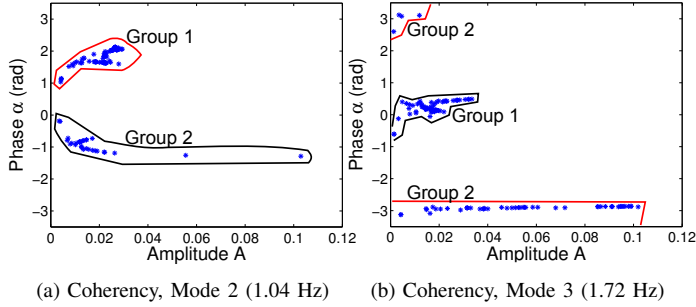 3
2
1
0
−1
−2
−3
Phase α (rad)
Group 1
Group 2
0
0.02
0.04
0.06
0.08
0.1
0.12
Amplitude A
(a) Coherency, Mode 2 (1.04 Hz)
3
2
1
0
−1
−2
−3
Phase α (rad)
Group 2
Group 1
Group 2
0
0.02
0.04
0.06
0.08
0.1
0.12
Amplitude A
(b) Coherency, Mode 3 (1.72 Hz)